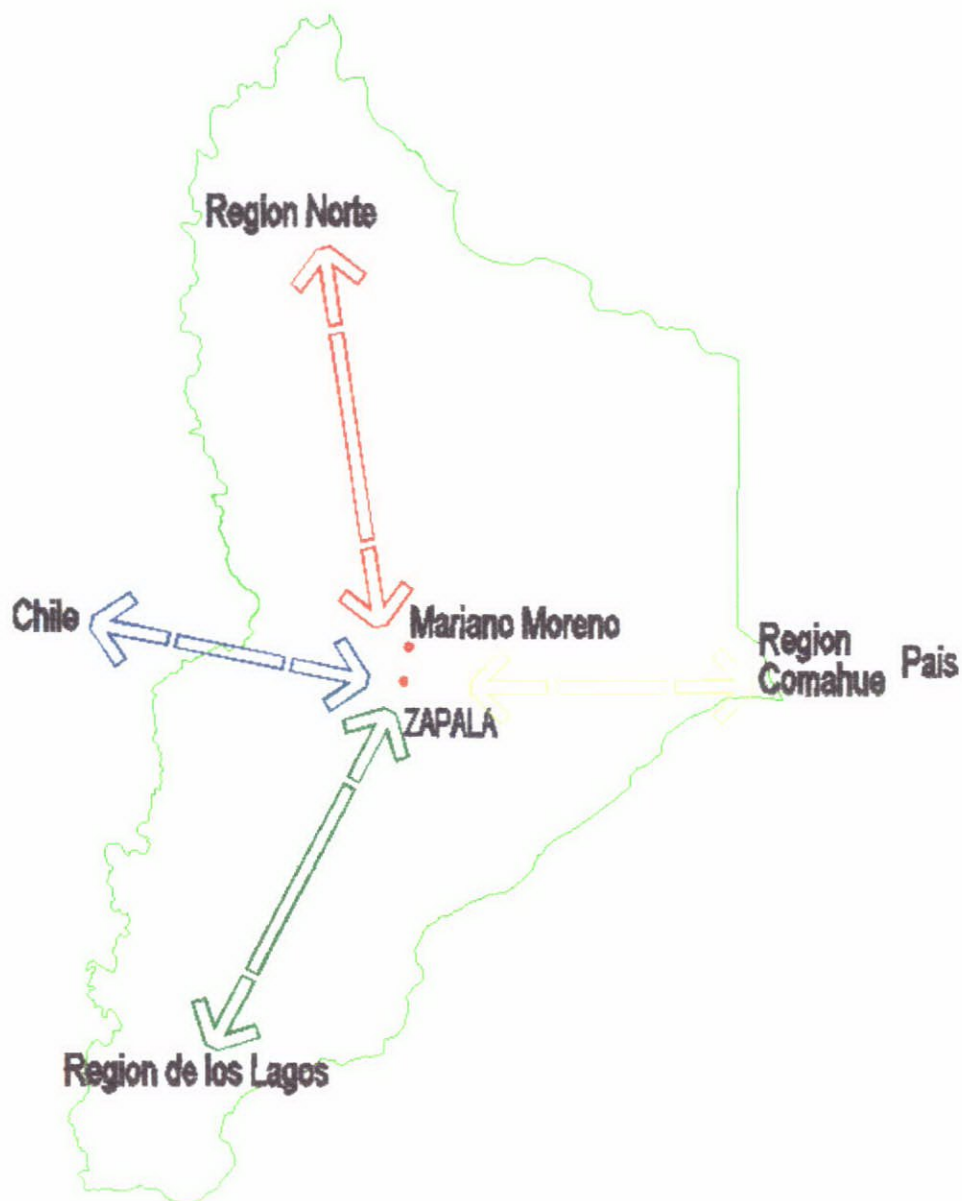 Region Norte
Chile
Mariano Moreno
Region
Comahue
Pais
ZAPALA
Region de los Lagos